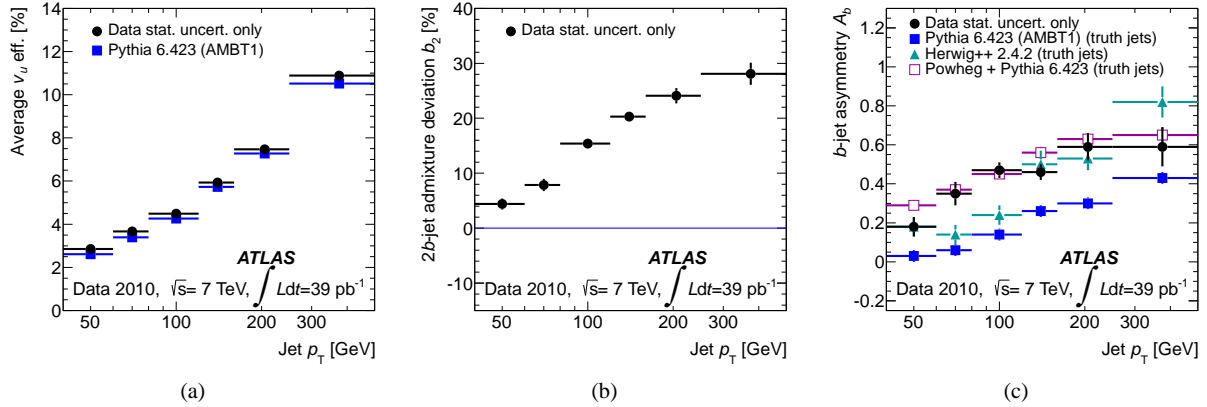 Average v_u eff. [%]
14
12
10
8
6
4
2
0
Data stat. uncert. only
Pythia 6.423 (AMBT1)
ATLAS
Data 2010, √s= 7 TeV, ∫ Ldt=39 pb⁻¹
50
100
200
300
Jet p_T [GeV]
(a)
2b-jet admixture deviation b_2 [%]
40
30
20
10
0
-10
Data stat. uncert. only
ATLAS
Data 2010, √s= 7 TeV, ∫ Ldt=39 pb⁻¹
50
100
200
300
Jet p_T [GeV]
(b)
b-jet asymmetry A_b
1.2
1
0.8
0.6
0.4
0.2
0
-0.2
Data stat. uncert. only
Pythia 6.423 (AMBT1) (truth jets)
Herwig++ 2.4.2 (truth jets)
Powheg + Pythia 6.423 (truth jets)
ATLAS
Data 2010, √s= 7 TeV, ∫ Ldt=39 pb⁻¹
50
100
200
300
Jet p_T [GeV]
(c)